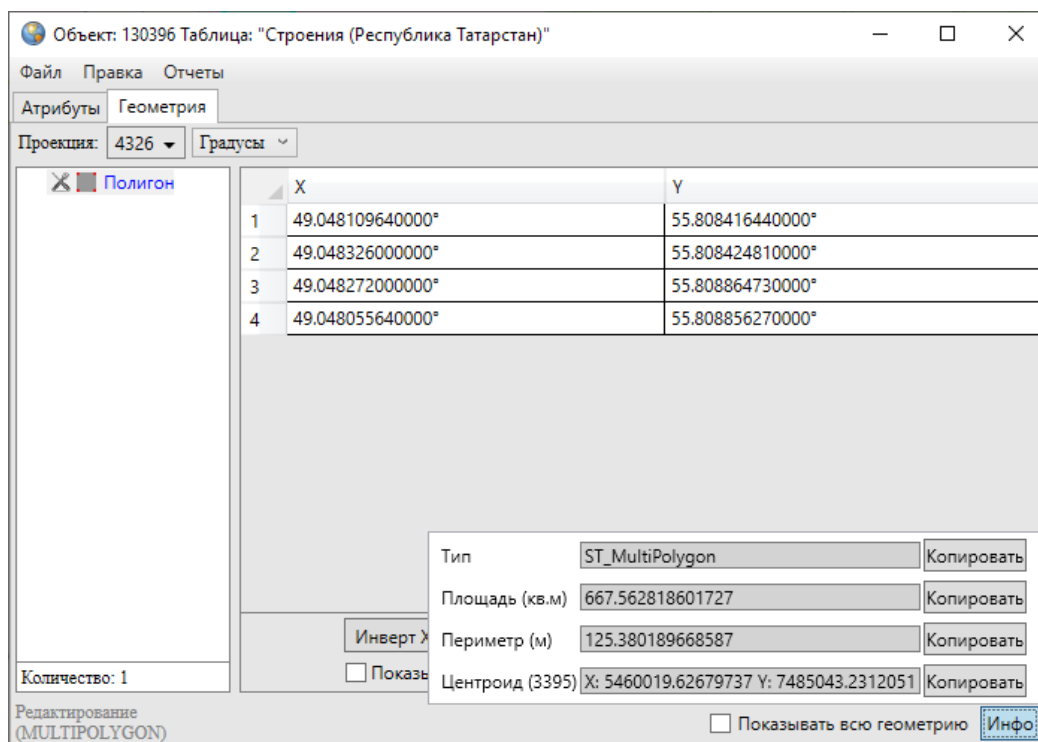 Объект: 130396 Таблица: "Строения (Республика Татарстан)"
Файл Правка Отчеты
Атрибуты Геометрия
Проекция: 4326 Градусы
Полигон
X Y
1 49.048109640000° 55.808416440000°
2 49.048326000000° 55.808424810000°
3 49.048272000000° 55.808864730000°
4 49.048055640000° 55.808856270000°
Тип ST_MultiPolygon Копировать
Площадь (кв.м) 667.562818601727 Копировать
Инверт X
Периметр (м) 125.380189668587 Копировать
Показы
Центроид (3395) X: 5460019.62679737 Y: 7485043.2312051 Копировать
Количество: 1
Редактирование
(MULTIPOLYGON)
Показывать всю геометрию Инфо